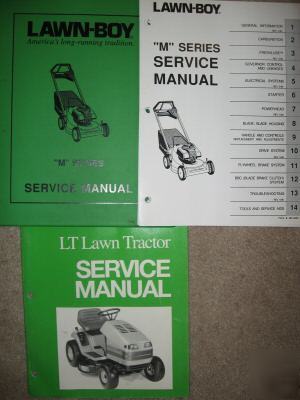 LAWN-BOY®
America's long-running tradition.
"M" SERIES
SERVICE MANUAL
LAWN-BOY®
"M" SERIES
SERVICE
MANUAL
GENERAL INFORMATION 1
CARBURETION 2
PRESSURE 3
GOVERNOR CONTROL
AND LINKAGES 4
ELECTRICAL SYSTEMS 5
STARTER 6
POWERHEAD 7
BLADE, BLADE HOUSING 8
HANDLE AND CONTROLS 9
DRIVE SYSTEM 10
FLYWHEEL BRAKE SYSTEM 11
BBC (BLADE BRAKE CLUTCH)
SYSTEM 12
TROUBLESHOOTING 13
TOOLS AND SERVICE AIDS 14
LT Lawn Tractor
SERVICE
MANUAL